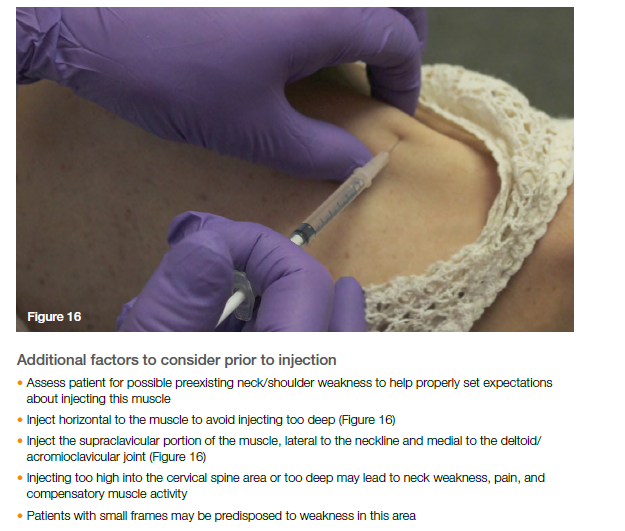 Figure 16
Additional factors to consider prior to injection
• Assess patient for possible preexisting neck/shoulder weakness to help properly set expectations
about injecting this muscle
• Inject horizontal to the muscle to avoid injecting too deep (Figure 16)
• Inject the supraclavicular portion of the muscle, lateral to the neckline and medial to the deltoid/
acromioclavicular joint (Figure 16)
• Injecting too high into the cervical spine area or too deep may lead to neck weakness, pain, and
compensatory muscle activity
• Patients with small frames may be predisposed to weakness in this area